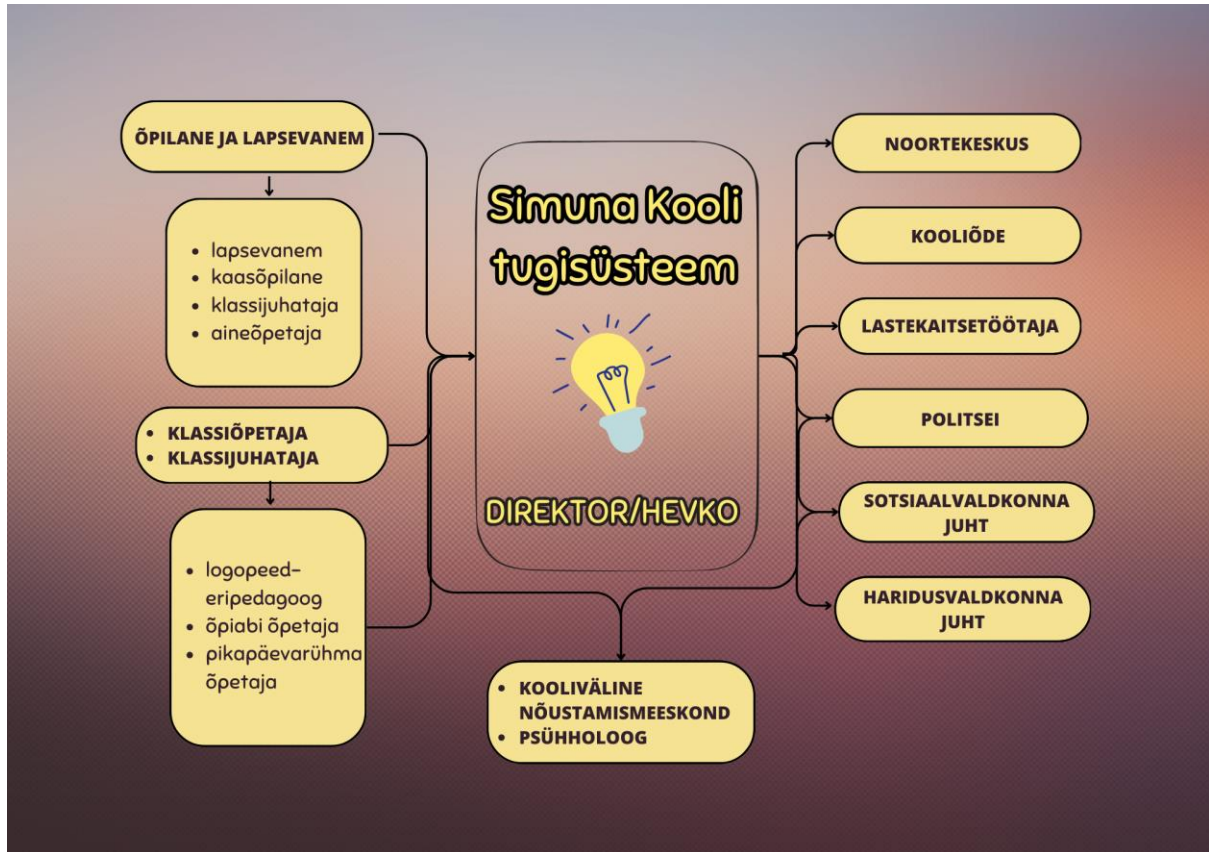 ÕPILANE JA LAPSEVANEM
• lapsevanem
• kaasõpilane
• klassijuhataja
• aineõpetaja
• KLASSIÕPETAJA
• KLASSIJUHATAJA
• logopeed-
eripedagoog
• õpiabi õpetaja
• pikapäevarühma
õpetaja
Simuna Kooli
tugisüsteem
DIREKTOR/HEVKO
• KOOLIVÄLINE
NÕUSTAMISMEESKOND
• PSÜHHOLOOG
NOORTEKESKUS
KOOLIÕDE
LASTEKAITSETÖÖTAJA
POLITSEI
SOTSIAALVALDKONNA
JUHT
HARIDUSVALDKONNA
JUHT